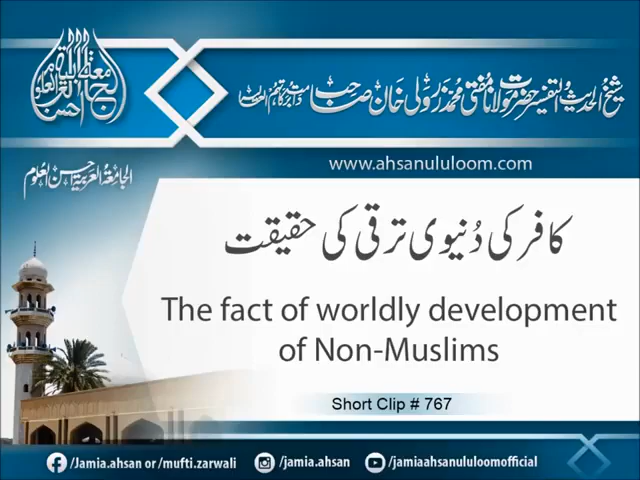 شیخ الحدیث والتفسیر حضرت مولانا مفتی محمد زرولی خان صاحب دامت برکاتہم العالیہ
www.ahsanululoom.com
الجامعۃ العربیۃ احسن العلوم
کافر کی دُنیوی ترقی کی حقیقت
The fact of worldly development
of Non-Muslims
Short Clip # 767
/Jamia.ahsan or /mufti.zarwali
/jamia.ahsan
/jamiaahsanululoomofficial